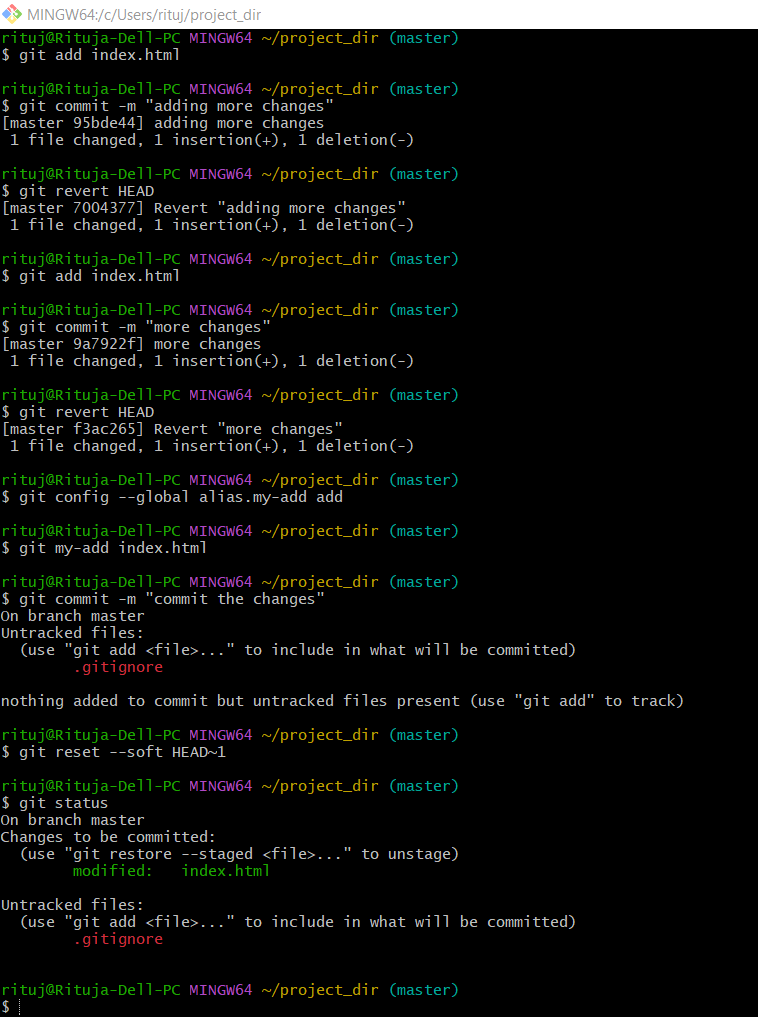 MINGW64:/c/Users/rituj/project_dir
rituj@Rituja-Dell-PC MINGW64 ~/project_dir (master)
$ git add index.html
rituj@Rituja-Dell-PC MINGW64 ~/project_dir (master)
$ git commit -m "adding more changes"
[master 95bde44] adding more changes
 1 file changed, 1 insertion(+), 1 deletion(-)
rituj@Rituja-Dell-PC MINGW64 ~/project_dir (master)
$ git revert HEAD
[master 7004377] Revert "adding more changes"
 1 file changed, 1 insertion(+), 1 deletion(-)
rituj@Rituja-Dell-PC MINGW64 ~/project_dir (master)
$ git add index.html
rituj@Rituja-Dell-PC MINGW64 ~/project_dir (master)
$ git commit -m "more changes"
[master 9a7922f] more changes
 1 file changed, 1 insertion(+), 1 deletion(-)
rituj@Rituja-Dell-PC MINGW64 ~/project_dir (master)
$ git revert HEAD
[master f3ac265] Revert "more changes"
 1 file changed, 1 insertion(+), 1 deletion(-)
rituj@Rituja-Dell-PC MINGW64 ~/project_dir (master)
$ git config --global alias.my-add add
rituj@Rituja-Dell-PC MINGW64 ~/project_dir (master)
$ git my-add index.html
rituj@Rituja-Dell-PC MINGW64 ~/project_dir (master)
$ git commit -m "commit the changes"
On branch master
Untracked files:
  (use "git add <file>..." to include in what will be committed)
        .gitignore
nothing added to commit but untracked files present (use "git add" to track)
rituj@Rituja-Dell-PC MINGW64 ~/project_dir (master)
$ git reset --soft HEAD~1
rituj@Rituja-Dell-PC MINGW64 ~/project_dir (master)
$ git status
On branch master
Changes to be committed:
  (use "git restore --staged <file>..." to unstage)
        modified:   index.html
Untracked files:
  (use "git add <file>..." to include in what will be committed)
        .gitignore
rituj@Rituja-Dell-PC MINGW64 ~/project_dir (master)
$